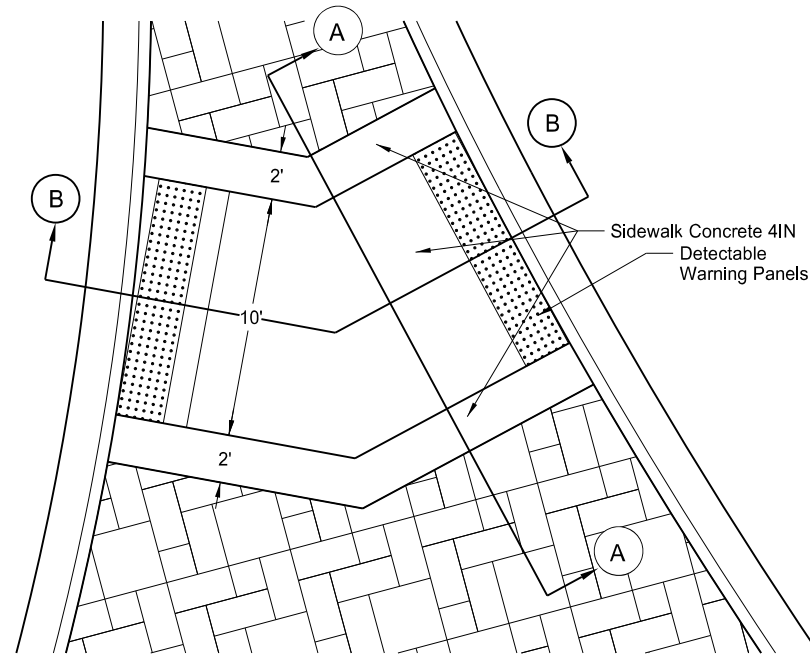 A
B
2'
B
Sidewalk Concrete 4IN
Detectable
Warning Panels
10'
2'
A